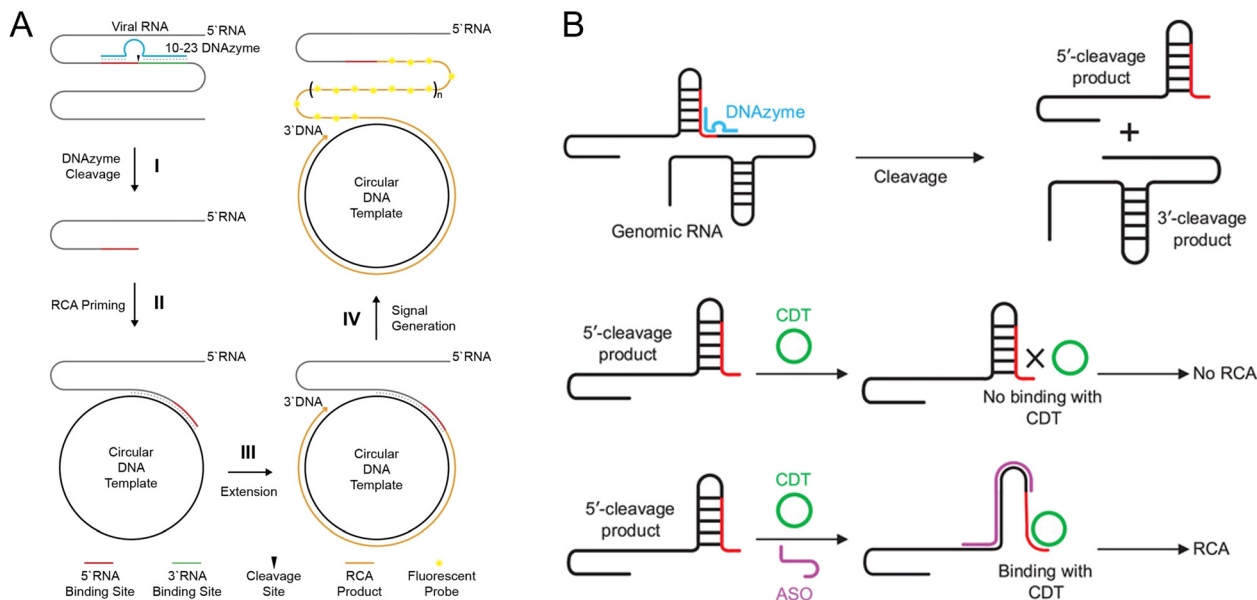 A
Viral RNA
5`RNA
10-23 DNAzyme
DNAzyme
Cleavage
I
5`RNA
RCA Priming
II
5`RNA
Circular
DNA
Template
III
Extension
5`RNA
3`DNA
Circular
DNA
Template
IV
Signal
Generation
5`RNA
( )n
3`DNA
Circular
DNA
Template
5`RNA
Binding Site
3`RNA
Binding Site
Cleavage
Site
RCA
Product
Fluorescent
Probe
B
DNAzyme
Genomic RNA
Cleavage
5′-cleavage
product
+
3′-cleavage
product
5′-cleavage
product
CDT
×
No binding with
CDT
No RCA
5′-cleavage
product
CDT
ASO
Binding with
CDT
RCA